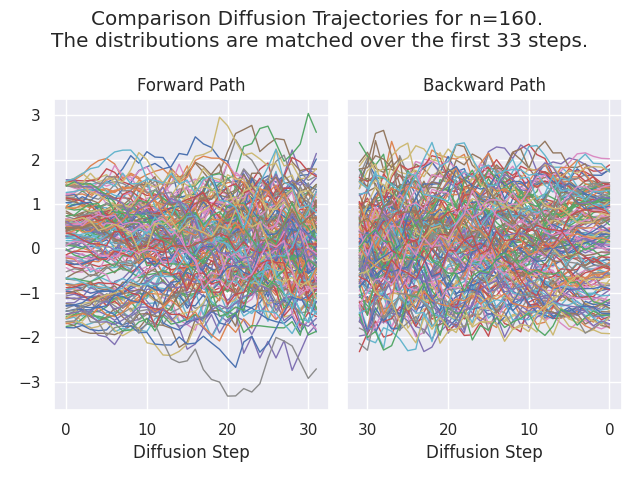 Comparison Diffusion Trajectories for n=160.
The distributions are matched over the first 33 steps.
Forward Path
Backward Path
3
2
1
0
−1
−2
−3
0 10 20 30
30 20 10 0
Diffusion Step
Diffusion Step